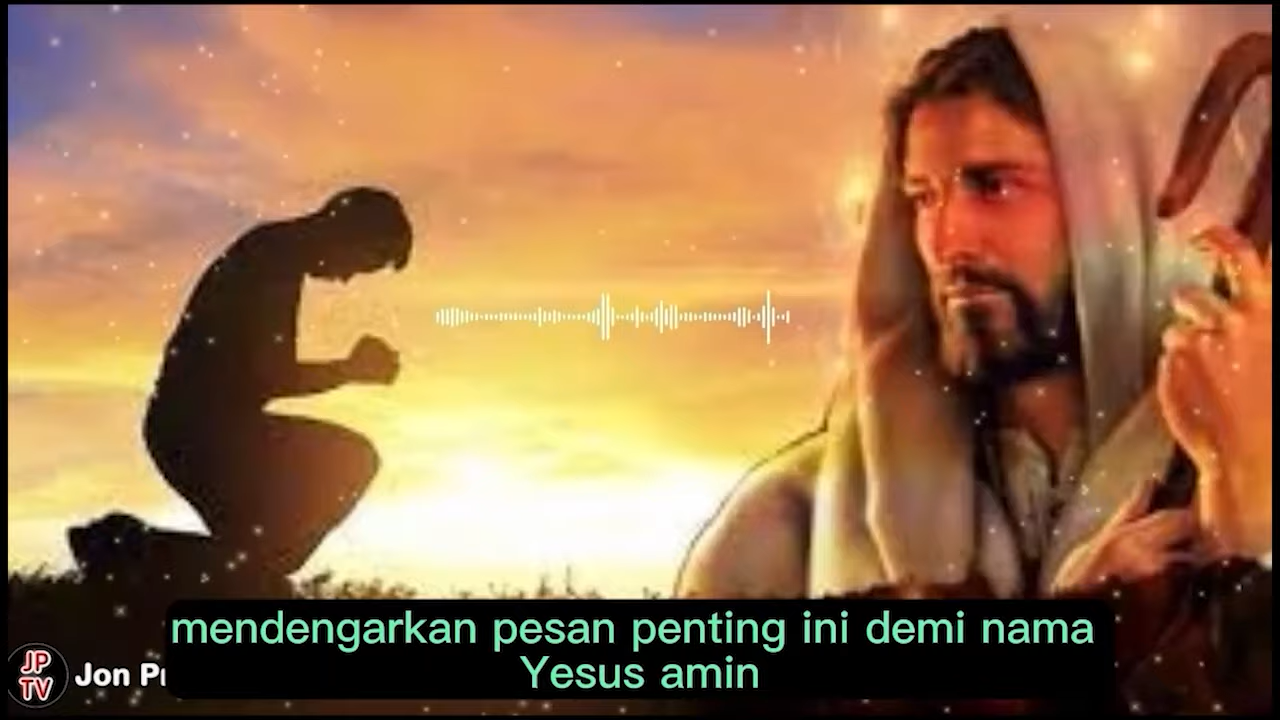 mendengarkan pesan penting ini demi nama
Yesus amin
JP
TV
Jon